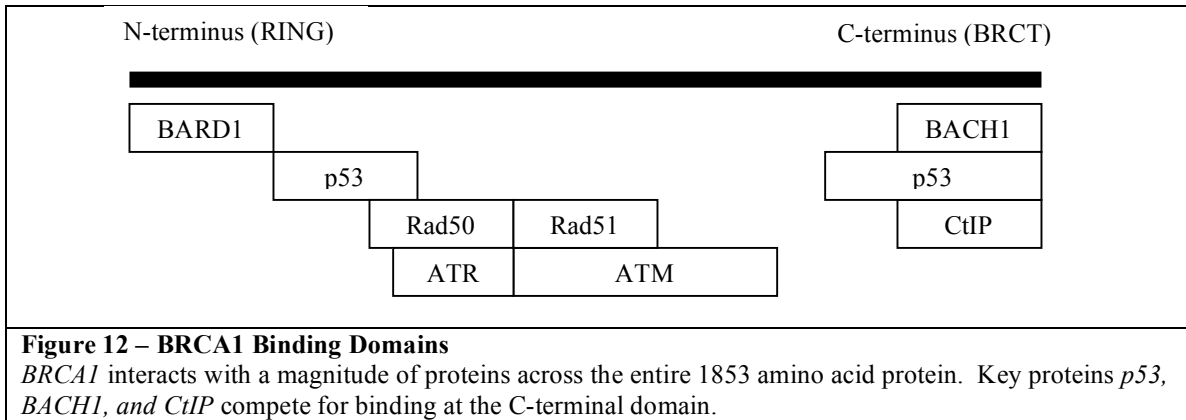 N-terminus (RING) C-terminus (BRCT)
BARD1 BACH1
p53 p53
Rad50 Rad51 CtIP
ATR ATM
Figure 12 – BRCA1 Binding Domains
BRCA1 interacts with a magnitude of proteins across the entire 1853 amino acid protein. Key proteins p53,
BACH1, and CtIP compete for binding at the C-terminal domain.